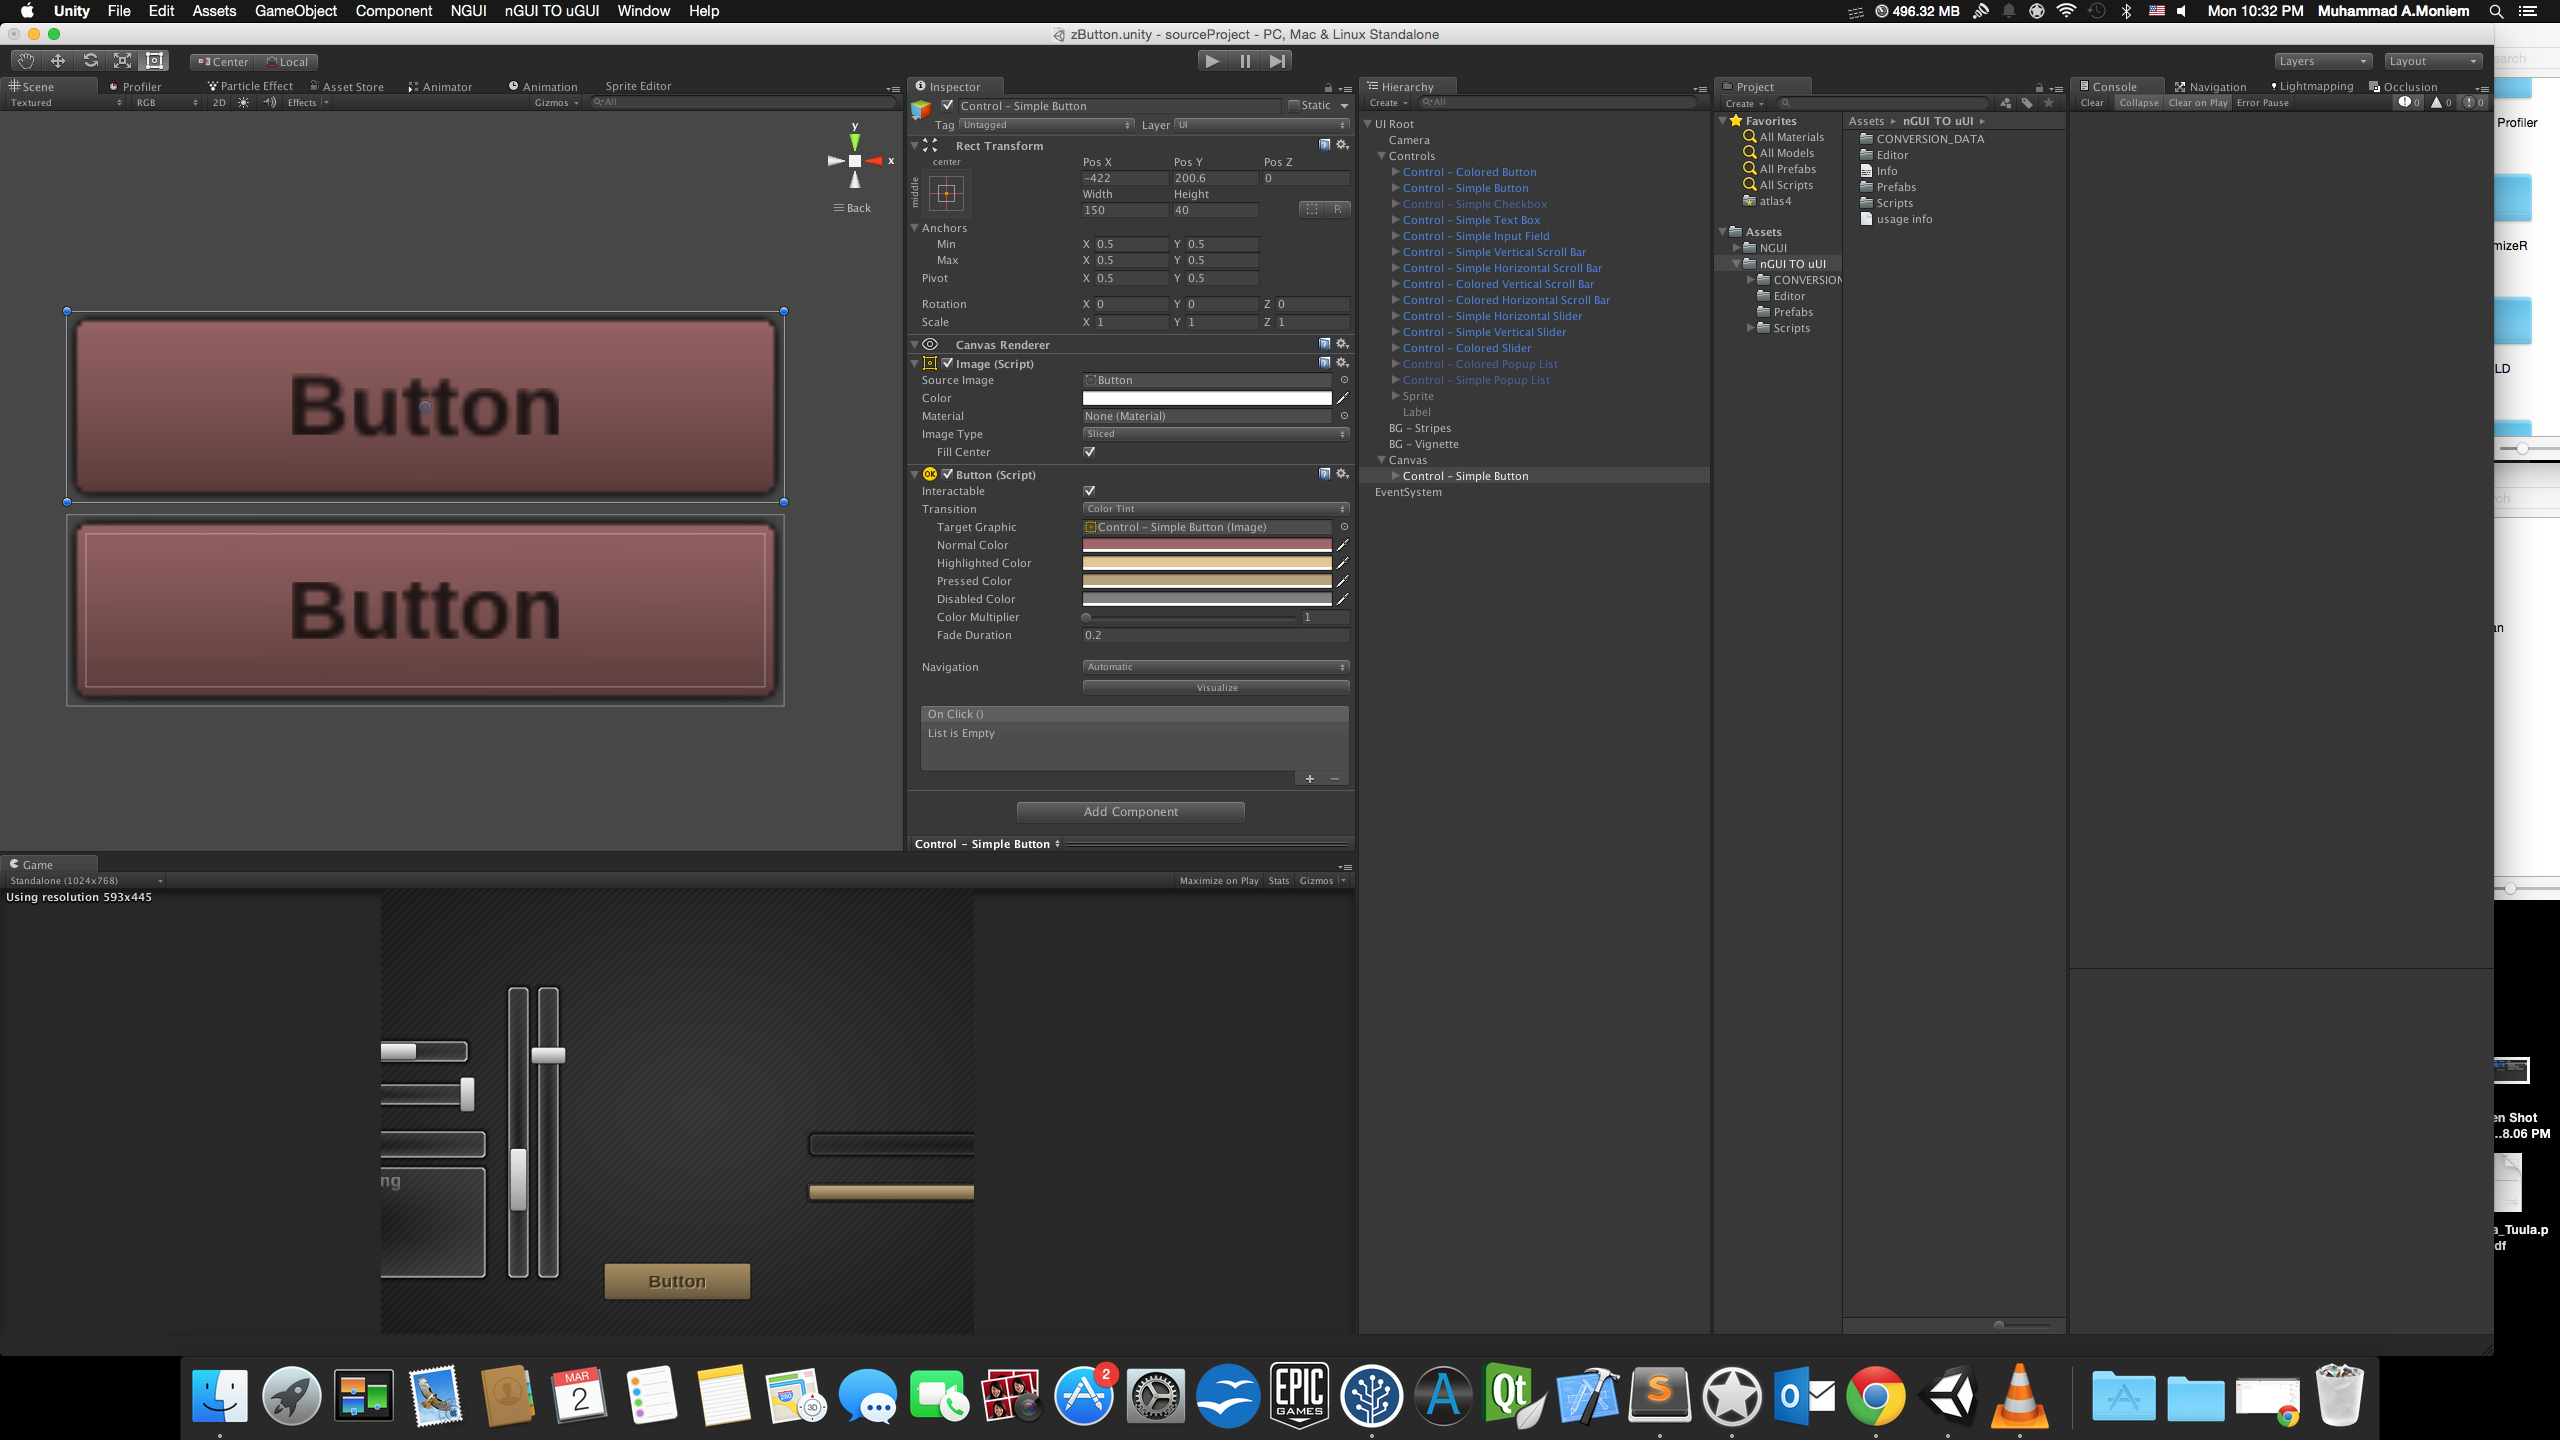 Unity File Edit Assets GameObject Component NGUI nGUI TO uGUI Window Help
496.32 MB Mon 10:32 PM Muhammad A.Moniem
zButton.unity - sourceProject - PC, Mac & Linux Standalone
Center Local
Layers Layout
Scene Profiler Particle Effect Asset Store Animator Animation Sprite Editor
Textured RGB 2D Effects Gizmos All
y
x
Back
Button
Button
Inspector
Control - Simple Button Static
Tag Untagged Layer UI
Rect Transform
center
middle
Pos X Pos Y Pos Z
-422 200.6 0
Width Height
150 40 R
Anchors
Min X 0.5 Y 0.5
Max X 0.5 Y 0.5
Pivot X 0.5 Y 0.5
Rotation X 0 Y 0 Z 0
Scale X 1 Y 1 Z 1
Canvas Renderer
Image (Script)
Source Image Button
Color
Material None (Material)
Image Type Sliced
Fill Center
OK Button (Script)
Interactable
Transition Color Tint
Target Graphic Control - Simple Button (Image)
Normal Color
Highlighted Color
Pressed Color
Disabled Color
Color Multiplier 1
Fade Duration 0.2
Navigation Automatic
Visualize
On Click ()
List is Empty
+ -
Add Component
Control - Simple Button
Hierarchy
Create All
UI Root
Camera
Controls
Control - Colored Button
Control - Simple Button
Control - Simple Checkbox
Control - Simple Text Box
Control - Simple Input Field
Control - Simple Vertical Scroll Bar
Control - Simple Horizontal Scroll Bar
Control - Colored Vertical Scroll Bar
Control - Colored Horizontal Scroll Bar
Control - Simple Horizontal Slider
Control - Simple Vertical Slider
Control - Colored Slider
Control - Colored Popup List
Control - Simple Popup List
Sprite
Label
BG - Stripes
BG - Vignette
Canvas
Control - Simple Button
EventSystem
Project
Create
Favorites
All Materials
All Models
All Prefabs
All Scripts
atlas4
Assets
NGUI
nGUI TO uUI
CONVERSION
Editor
Prefabs
Scripts
Assets nGUI TO uUI
CONVERSION_DATA
Editor
Info
Prefabs
Scripts
usage info
Console Navigation Lightmapping Occlusion
Clear Collapse Clear on Play Error Pause 0 0 0
earch
Profiler
mizeR
LD
rch
an
en Shot
...8.06 PM
a_Tuula.p
df
Game
Standalone (1024x768) Maximize on Play Stats Gizmos
Using resolution 593x445
ng
Button
MAR
2
280
3D
2
EPIC
GAMES
A
Qt
S
O